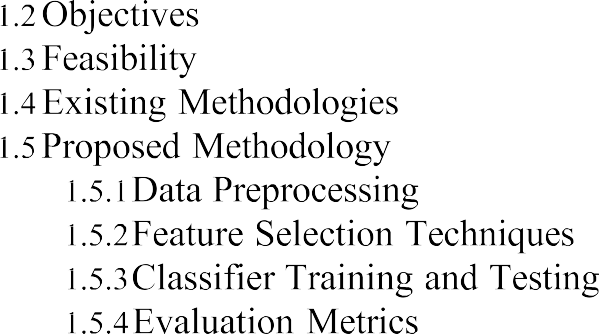 1.2 Objectives
1.3 Feasibility
1.4 Existing Methodologies
1.5 Proposed Methodology
1.5.1 Data Preprocessing
1.5.2 Feature Selection Techniques
1.5.3 Classifier Training and Testing
1.5.4 Evaluation Metrics